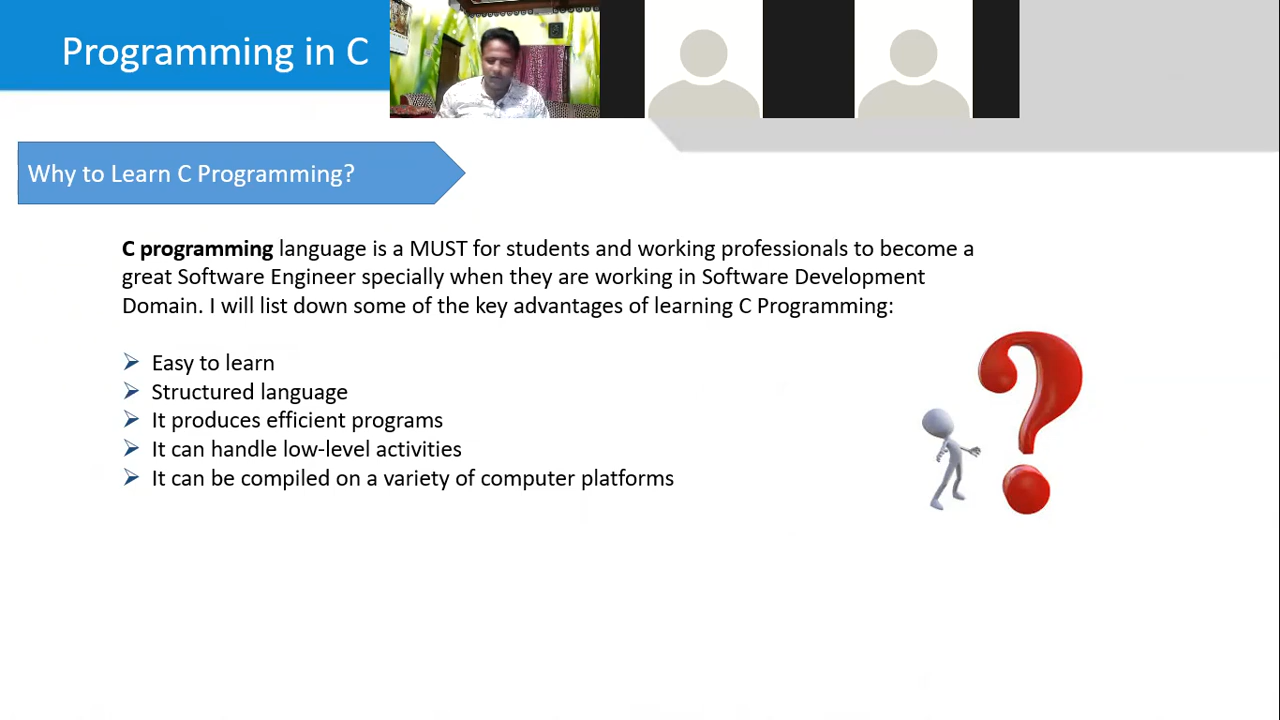 Programming in C
Why to Learn C Programming?
C programming language is a MUST for students and working professionals to become a
great Software Engineer specially when they are working in Software Development
Domain. I will list down some of the key advantages of learning C Programming:
Easy to learn
Structured language
It produces efficient programs
It can handle low-level activities
It can be compiled on a variety of computer platforms